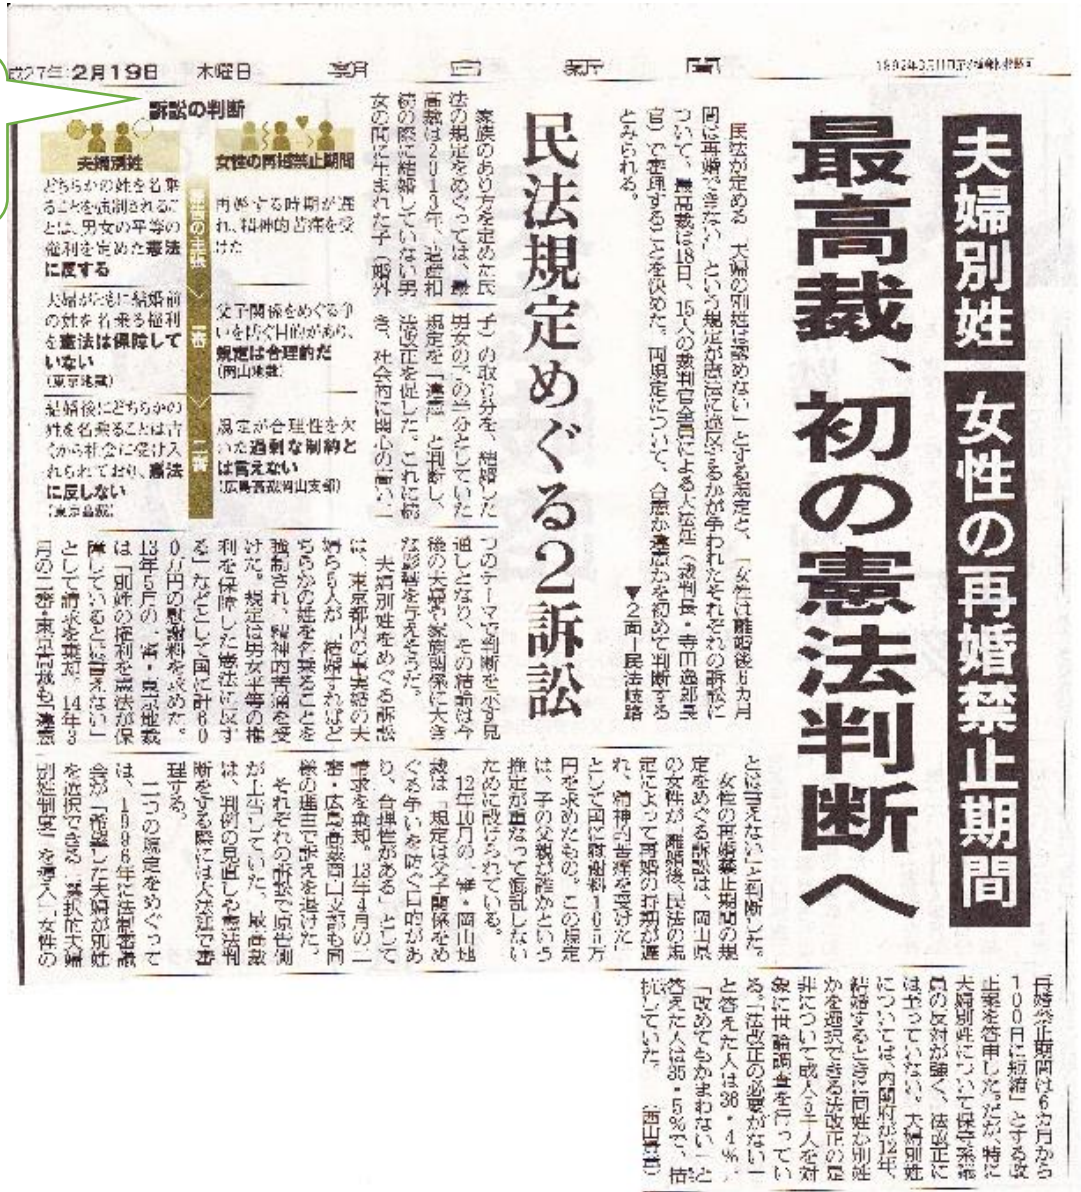 成27年:2月19日 木曜日 朝 日 新 聞
夫婦別姓
女性の再婚禁止期間
最高裁、初の憲法判断へ
民法が定める「夫婦の別姓は認めない」とする規定と、「女性は離婚後6カ月
間は再婚できない」という規定が憲法に違反するかが争われたそれぞれの訴訟に
ついて、最高裁は18日、15人の裁判官全員による大法廷（裁判長・寺田逸郎長
官）で審理することを決めた。両規定について、合憲か違憲かを初めて判断する
とみられる。
▼2面＝民法岐路
民法規定めぐる2訴訟
家族のあり方を定めた民
法の規定をめぐっては、最
高裁は2013年、遺産相
続の際に結婚していない男
女の間に生まれた子（婚外
子）の取り分を、結婚した
男女の子の半分としていた
規定を「違憲」と判断し、
法改正を促した。これに続
き、社会的に関心の高い二
つのテーマで判断を示す見
通しとなり、その結論は今
後の夫婦や家族関係に大き
な影響を与えそうだ。
夫婦別姓をめぐる訴訟
は、東京都内の事実婚の夫
婦ら5人が「結婚すればど
ちらかの姓を名乗ることを
強制され、精神的苦痛を受
けた。規定は男女平等の権
利を保障した憲法に反す
る」などとして国に計60
0万円の慰謝料を求めた。
13年5月の一審・東京地裁
は「別姓の権利を憲法が保
障しているとは言えない」
として請求を棄却。14年3
月の二審・東京高裁も「違憲
とは言えない」と判断した。
女性の再婚禁止期間の規
定をめぐる訴訟は、岡山県
の女性が「離婚後、民法の規
定によって再婚の時期が遅
れ、精神的苦痛を受けた」
として国に慰謝料165万
円を求めたもの。この規定
は、子の父親が誰かという
推定が重なって混乱しない
ために設けられている。
12年10月の一審・岡山地
裁は「規定は父子関係をめ
ぐる争いを防ぐ目的があ
り、合理性がある」として
請求を棄却。13年4月の二
審・広島高裁岡山支部も同
様の理由で訴えを退けた。
それぞれの訴訟で原告側
が上告していた。最高裁
は、判例の見直しや憲法判
断をする際には大法廷で審
理する。
二つの規定をめぐって
は、1996年に法制審議
会が「希望した夫婦が別姓
を選択できる『選択的夫婦
別姓制度』を導入」「女性の
再婚禁止期間は6カ月から
100日に短縮」とする改
正案を答申した。だが、特に
夫婦別姓について保守系議
員の反対が強く、法改正に
は至っていない。夫婦別姓
については、内閣府が12年、
結婚するときに同姓か別姓
かを選択できる法改正の是
非について成人5千人を対
象に世論調査を行ってい
る。「法改正の必要がない」
と答えた人は36・4％、
「改めてもかまわない」と
答えた人は35・5％で、拮
抗していた。
訴訟の判断
夫婦別姓
女性の再婚禁止期間
原告の主張
どちらかの姓を名乗
ることを強制されるこ
とは、男女の平等の
権利を定めた憲法
に反する
再婚する時期が遅
れ、精神的苦痛を受
けた
一審
夫婦がともに結婚前
の姓を名乗る権利
を憲法は保障して
いない
（東京地裁）
父子関係をめぐる争
いを防ぐ目的があり、
規定は合理的だ
（岡山地裁）
二審
結婚後にどちらかの
姓を名乗ることは古
くから社会に受け入
れられており、憲法
に反しない
（東京高裁）
規定が合理性を欠
いた過剰な制約と
は言えない
（広島高裁岡山支部）